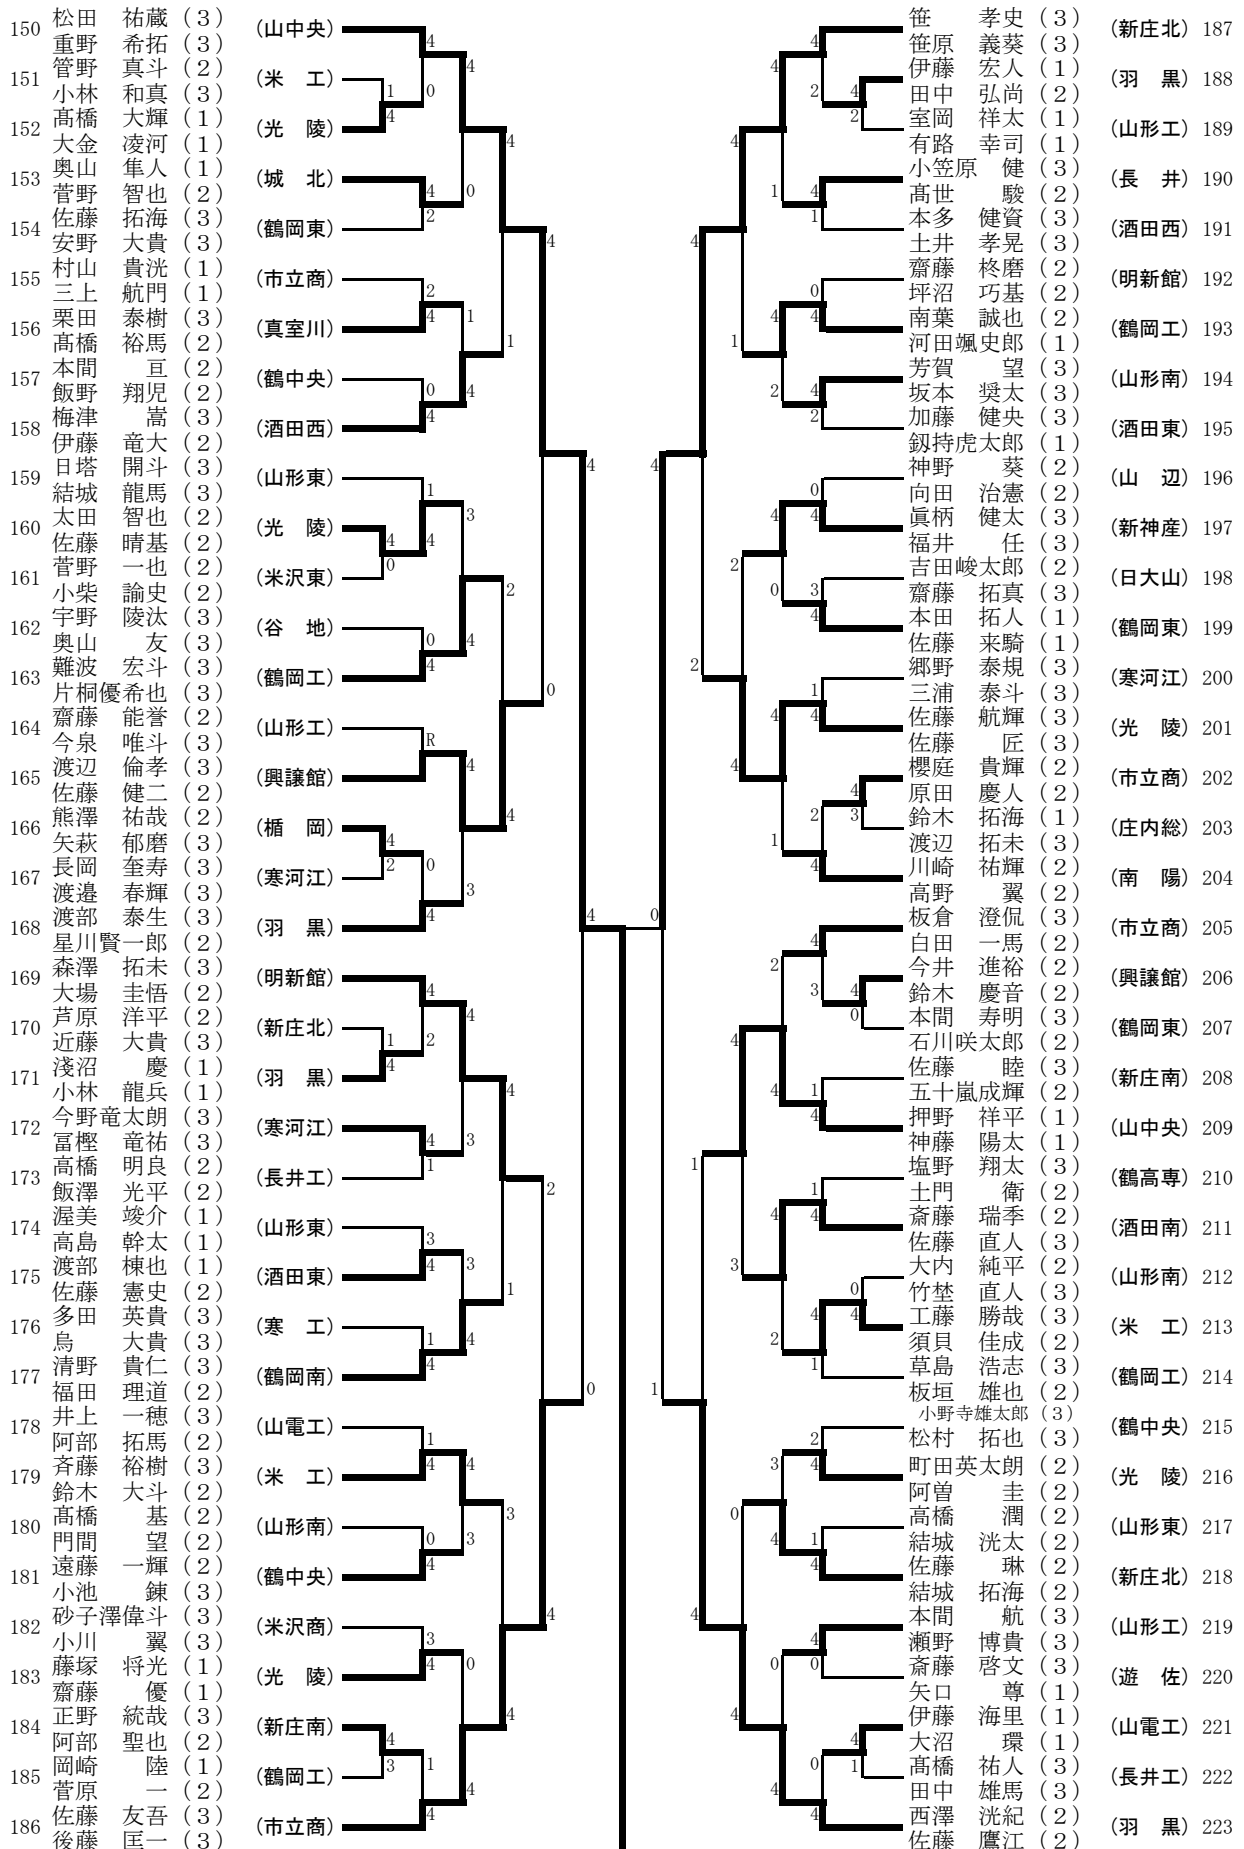 150 松田　祐蔵（3）（山中央）
重野　希拓（3）
151 管野　真斗（2）（米　工）
小林　和真（3）
152 髙橋　大輝（1）（光　陵）
大金　凌河（1）
153 奥山　隼人（1）（城　北）
菅野　智也（2）
154 佐藤　拓海（3）（鶴岡東）
安野　大貴（3）
155 村山　貴洸（1）（市立商）
三上　航門（1）
156 栗田　泰樹（3）（真室川）
髙橋　裕馬（2）
157 本間　亘（2）（鶴中央）
飯野　翔児（2）
158 梅津　嵩（3）（酒田西）
伊藤　竜大（2）
159 日塔　開斗（3）（山形東）
結城　龍馬（3）
160 太田　智也（2）（光　陵）
佐藤　晴基（2）
161 菅野　一也（2）（米沢東）
小柴　諭史（2）
162 宇野　陵汰（3）（谷　地）
奥山　友（3）
163 難波　宏斗（3）（鶴岡工）
片桐優希也（3）
164 齋藤　能誉（2）（山形工）
今泉　唯斗（3）
165 渡辺　倫孝（3）（興譲館）
佐藤　健二（2）
166 熊澤　祐哉（2）（楯　岡）
矢萩　郁磨（3）
167 長岡　奎寿（3）（寒河江）
渡邉　春輝（3）
168 渡部　泰生（3）（羽　黒）
星川賢一郎（2）
169 森澤　拓未（3）（明新館）
大場　圭悟（2）
170 芦原　洋平（2）（新庄北）
近藤　大貴（3）
171 淺沼　慶（1）（羽　黒）
小林　龍兵（1）
172 今野竜太朗（3）（寒河江）
冨樫　竜祐（3）
173 高橋　明良（2）（長井工）
飯澤　光平（2）
174 渥美　竣介（1）（山形東）
高島　幹太（1）
175 渡部　棟也（1）（酒田東）
佐藤　憲史（2）
176 多田　英貴（3）（寒　工）
烏　大貴（3）
177 清野　貴仁（3）（鶴岡南）
福田　理道（2）
178 井上　一穂（3）（山電工）
阿部　拓馬（2）
179 斉藤　裕樹（3）（米　工）
鈴木　大斗（2）
180 髙橋　基（2）（山形南）
門間　望（2）
181 遠藤　一輝（2）（鶴中央）
小池　錬（3）
182 砂子澤偉斗（3）（米沢商）
小川　翼（3）
183 藤塚　将光（1）（光　陵）
齋藤　優（1）
184 正野　統哉（3）（新庄南）
阿部　聖也（2）
185 岡崎　陸（1）（鶴岡工）
菅原　一（2）
186 佐藤　友吾（3）（市立商）
後藤　匡一（3）
笹　孝史（3）（新庄北）187
笹原　義葵（3）
伊藤　宏人（1）（羽　黒）188
田中　弘尚（2）
室岡　祥太（1）（山形工）189
有路　幸司（1）
小笠原　健（3）（長　井）190
髙世　駿（2）
本多　健資（3）（酒田西）191
土井　孝晃（3）
齋藤　柊磨（2）（明新館）192
坪沼　巧基（2）
南葉　誠也（2）（鶴岡工）193
河田颯史郎（1）
芳賀　望（3）（山形南）194
坂本　奨太（3）
加藤　健央（3）（酒田東）195
釼持虎太郎（1）
神野　葵（2）（山　辺）196
向田　治憲（2）
眞柄　健太（3）（新神産）197
福井　任（3）
吉田峻太郎（2）（日大山）198
齋藤　拓真（3）
本田　拓人（1）（鶴岡東）199
佐藤　来騎（1）
郷野　泰規（3）（寒河江）200
三浦　泰斗（3）
佐藤　航輝（3）（光　陵）201
佐藤　匠（3）
櫻庭　貴輝（2）（市立商）202
原田　慶人（2）
鈴木　拓海（1）（庄内総）203
渡辺　拓未（3）
川崎　祐輝（2）（南　陽）204
高野　翼（2）
板倉　澄侃（3）（市立商）205
白田　一馬（2）
今井　進裕（2）（興譲館）206
鈴木　慶音（2）
本間　寿明（3）（鶴岡東）207
石川咲太郎（2）
佐藤　睦（3）（新庄南）208
五十嵐成輝（2）
押野　祥平（1）（山中央）209
神藤　陽太（1）
塩野　翔太（3）（鶴高専）210
土門　衛（2）
斎藤　瑞季（2）（酒田南）211
佐藤　直人（3）
大内　純平（2）（山形南）212
竹埜　直人（3）
工藤　勝哉（3）（米　工）213
須貝　佳成（2）
草島　浩志（3）（鶴岡工）214
板垣　雄也（2）
小野寺雄太郎（3）（鶴中央）215
松村　拓也（3）
町田英太朗（2）（光　陵）216
阿曽　圭（2）
高橋　潤（2）（山形東）217
結城　洸太（2）
佐藤　琳（2）（新庄北）218
結城　拓海（2）
本間　航（3）（山形工）219
瀬野　博貴（3）
斎藤　啓文（3）（遊　佐）220
矢口　尊（1）
伊藤　海里（1）（山電工）221
大沼　環（1）
髙橋　祐人（3）（長井工）222
田中　雄馬（3）
西澤　洸紀（2）（羽　黒）223
佐藤　鷹江（2）